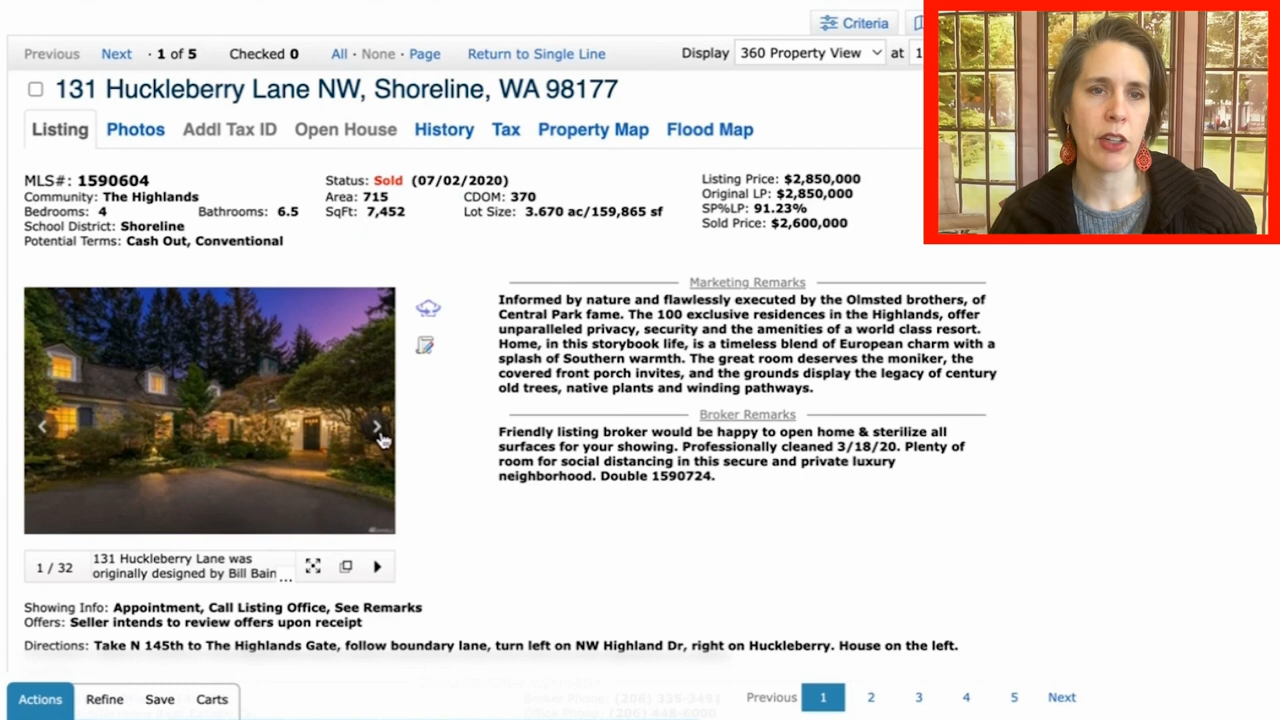 Criteria
Previous Next · 1 of 5 Checked 0 All · None · Page Return to Single Line Display 360 Property View at 1
131 Huckleberry Lane NW, Shoreline, WA 98177
Listing Photos Addl Tax ID Open House History Tax Property Map Flood Map
MLS#: 1590604 Status: Sold (07/02/2020) Listing Price: $2,850,000
Community: The Highlands Area: 715 CDOM: 370 Original LP: $2,850,000
Bedrooms: 4 Bathrooms: 6.5 SqFt: 7,452 Lot Size: 3.670 ac/159,865 sf SP%LP: 91.23%
School District: Shoreline Sold Price: $2,600,000
Potential Terms: Cash Out, Conventional
Marketing Remarks
Informed by nature and flawlessly executed by the Olmsted brothers, of
Central Park fame. The 100 exclusive residences in the Highlands, offer
unparalleled privacy, security and the amenities of a world class resort.
Home, in this storybook life, is a timeless blend of European charm with a
splash of Southern warmth. The great room deserves the moniker, the
covered front porch invites, and the grounds display the legacy of century
old trees, native plants and winding pathways.
Broker Remarks
Friendly listing broker would be happy to open home & sterilize all
surfaces for your showing. Professionally cleaned 3/18/20. Plenty of
room for social distancing in this secure and private luxury
neighborhood. Double 1590724.
1 / 32 131 Huckleberry Lane was
originally designed by Bill Bain ...
Showing Info: Appointment, Call Listing Office, See Remarks
Offers: Seller intends to review offers upon receipt
Directions: Take N 145th to The Highlands Gate, follow boundary lane, turn left on NW Highland Dr, right on Huckleberry. House on the left.
Actions Refine Save Carts Previous 1 2 3 4 5 Next